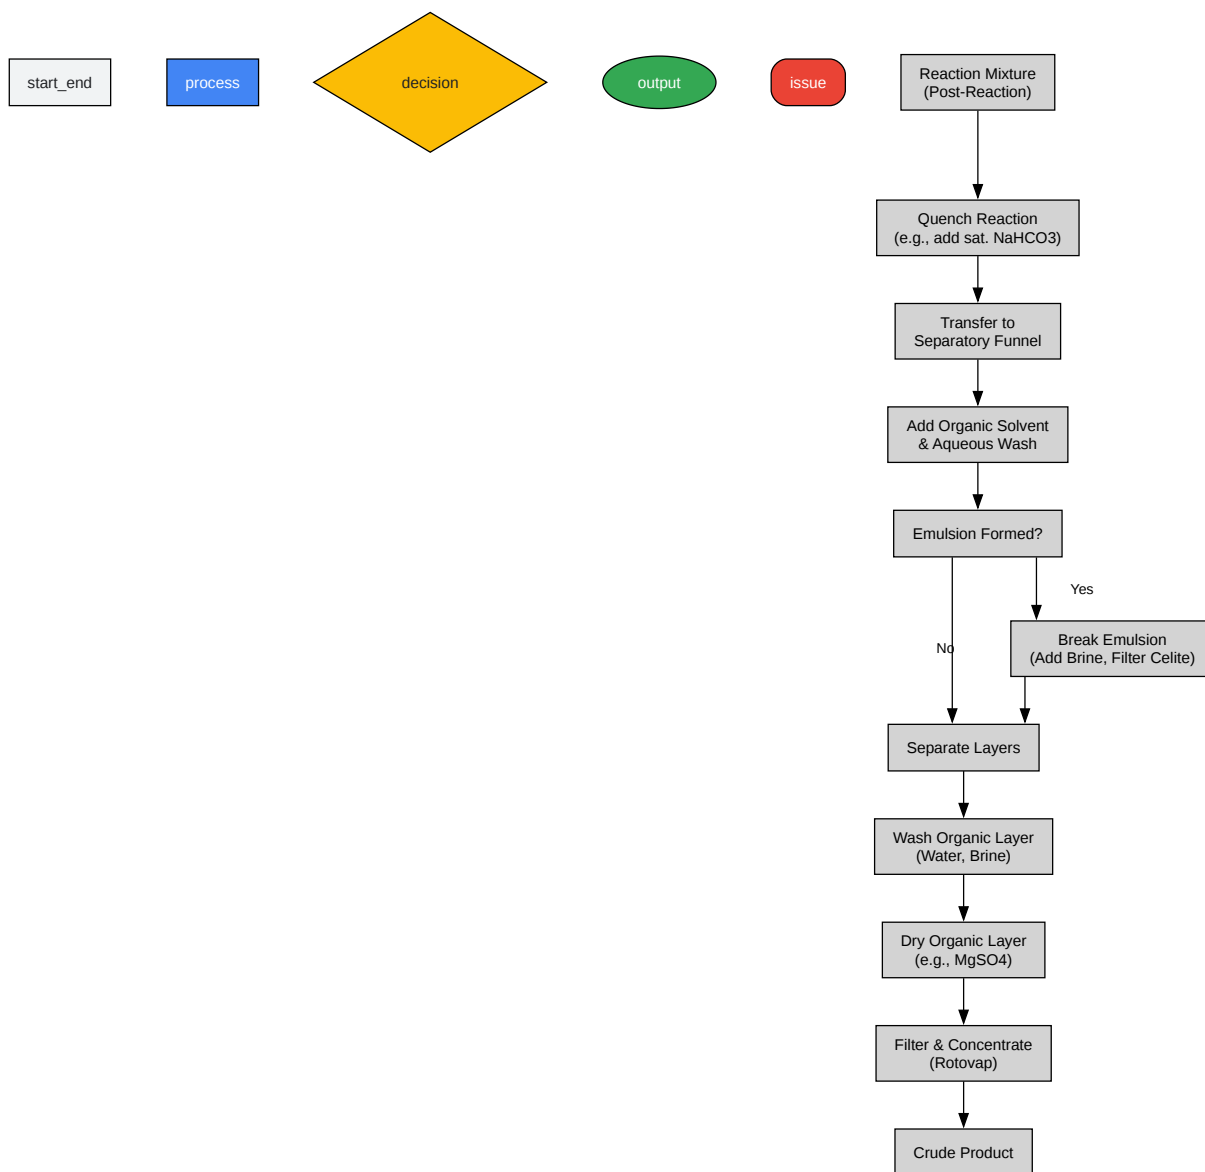 start_end
process
decision
output
issue
Reaction Mixture
(Post-Reaction)
Quench Reaction
(e.g., add sat. NaHCO3)
Transfer to
Separatory Funnel
Add Organic Solvent
& Aqueous Wash
Emulsion Formed?
Yes
No
Break Emulsion
(Add Brine, Filter Celite)
Separate Layers
Wash Organic Layer
(Water, Brine)
Dry Organic Layer
(e.g., MgSO4)
Filter & Concentrate
(Rotovap)
Crude Product